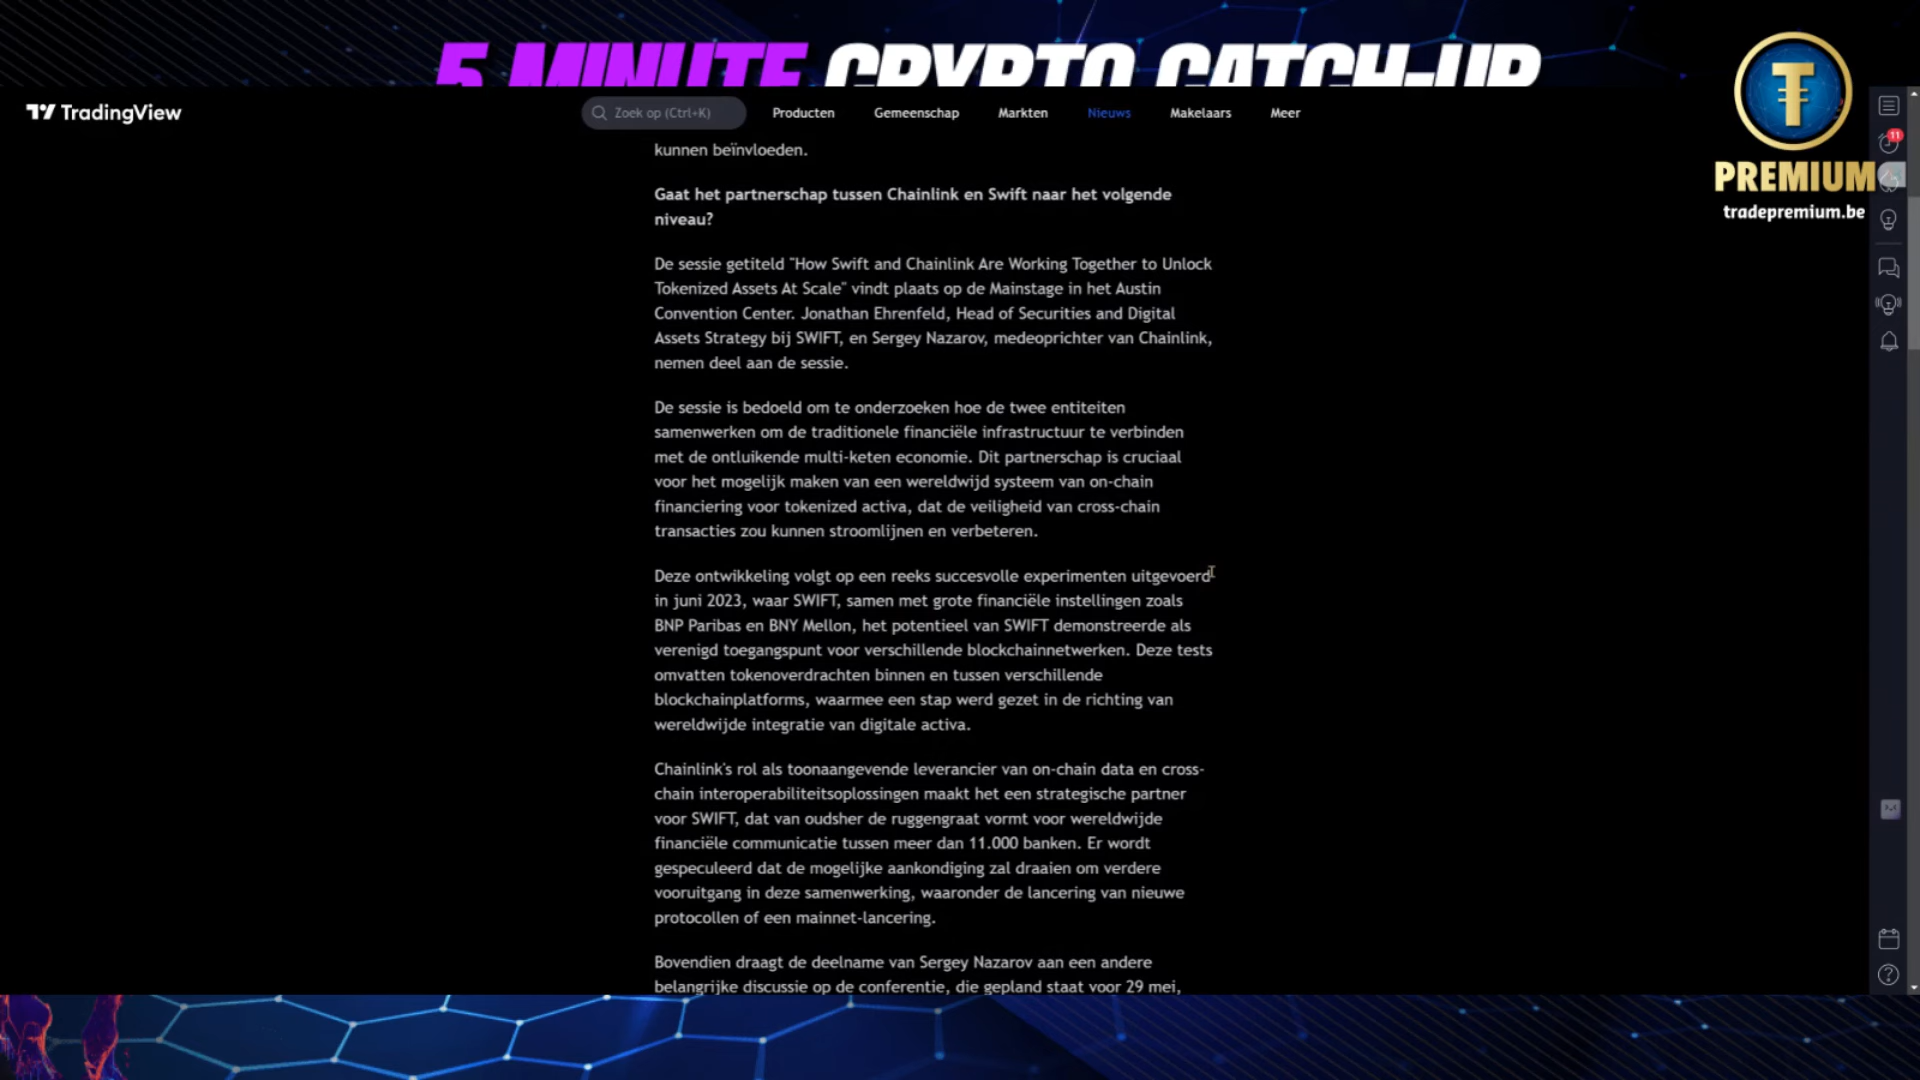 5 MINUTE CRYPTO CATCH-UP
TradingView
Zoek op (Ctrl+K)
Producten
Gemeenschap
Markten
Nieuws
Makelaars
Meer
PREMIUM
tradepremium.be
11
kunnen beïnvloeden.
Gaat het partnerschap tussen Chainlink en Swift naar het volgende
niveau?
De sessie getiteld "How Swift and Chainlink Are Working Together to Unlock
Tokenized Assets At Scale" vindt plaats op de Mainstage in het Austin
Convention Center. Jonathan Ehrenfeld, Head of Securities and Digital
Assets Strategy bij SWIFT, en Sergey Nazarov, medeoprichter van Chainlink,
nemen deel aan de sessie.
De sessie is bedoeld om te onderzoeken hoe de twee entiteiten
samenwerken om de traditionele financiële infrastructuur te verbinden
met de ontluikende multi-keten economie. Dit partnerschap is cruciaal
voor het mogelijk maken van een wereldwijd systeem van on-chain
financiering voor tokenized activa, dat de veiligheid van cross-chain
transacties zou kunnen stroomlijnen en verbeteren.
Deze ontwikkeling volgt op een reeks succesvolle experimenten uitgevoerd
in juni 2023, waar SWIFT, samen met grote financiële instellingen zoals
BNP Paribas en BNY Mellon, het potentieel van SWIFT demonstreerde als
verenigd toegangspunt voor verschillende blockchainnetwerken. Deze tests
omvatten tokenoverdrachten binnen en tussen verschillende
blockchainplatforms, waarmee een stap werd gezet in de richting van
wereldwijde integratie van digitale activa.
Chainlink's rol als toonaangevende leverancier van on-chain data en cross-
chain interoperabiliteitsoplossingen maakt het een strategische partner
voor SWIFT, dat van oudsher de ruggengraat vormt voor wereldwijde
financiële communicatie tussen meer dan 11.000 banken. Er wordt
gespeculeerd dat de mogelijke aankondiging zal draaien om verdere
vooruitgang in deze samenwerking, waaronder de lancering van nieuwe
protocollen of een mainnet-lancering.
Bovendien draagt de deelname van Sergey Nazarov aan een andere
belangrijke discussie op de conferentie, die gepland staat voor 29 mei,